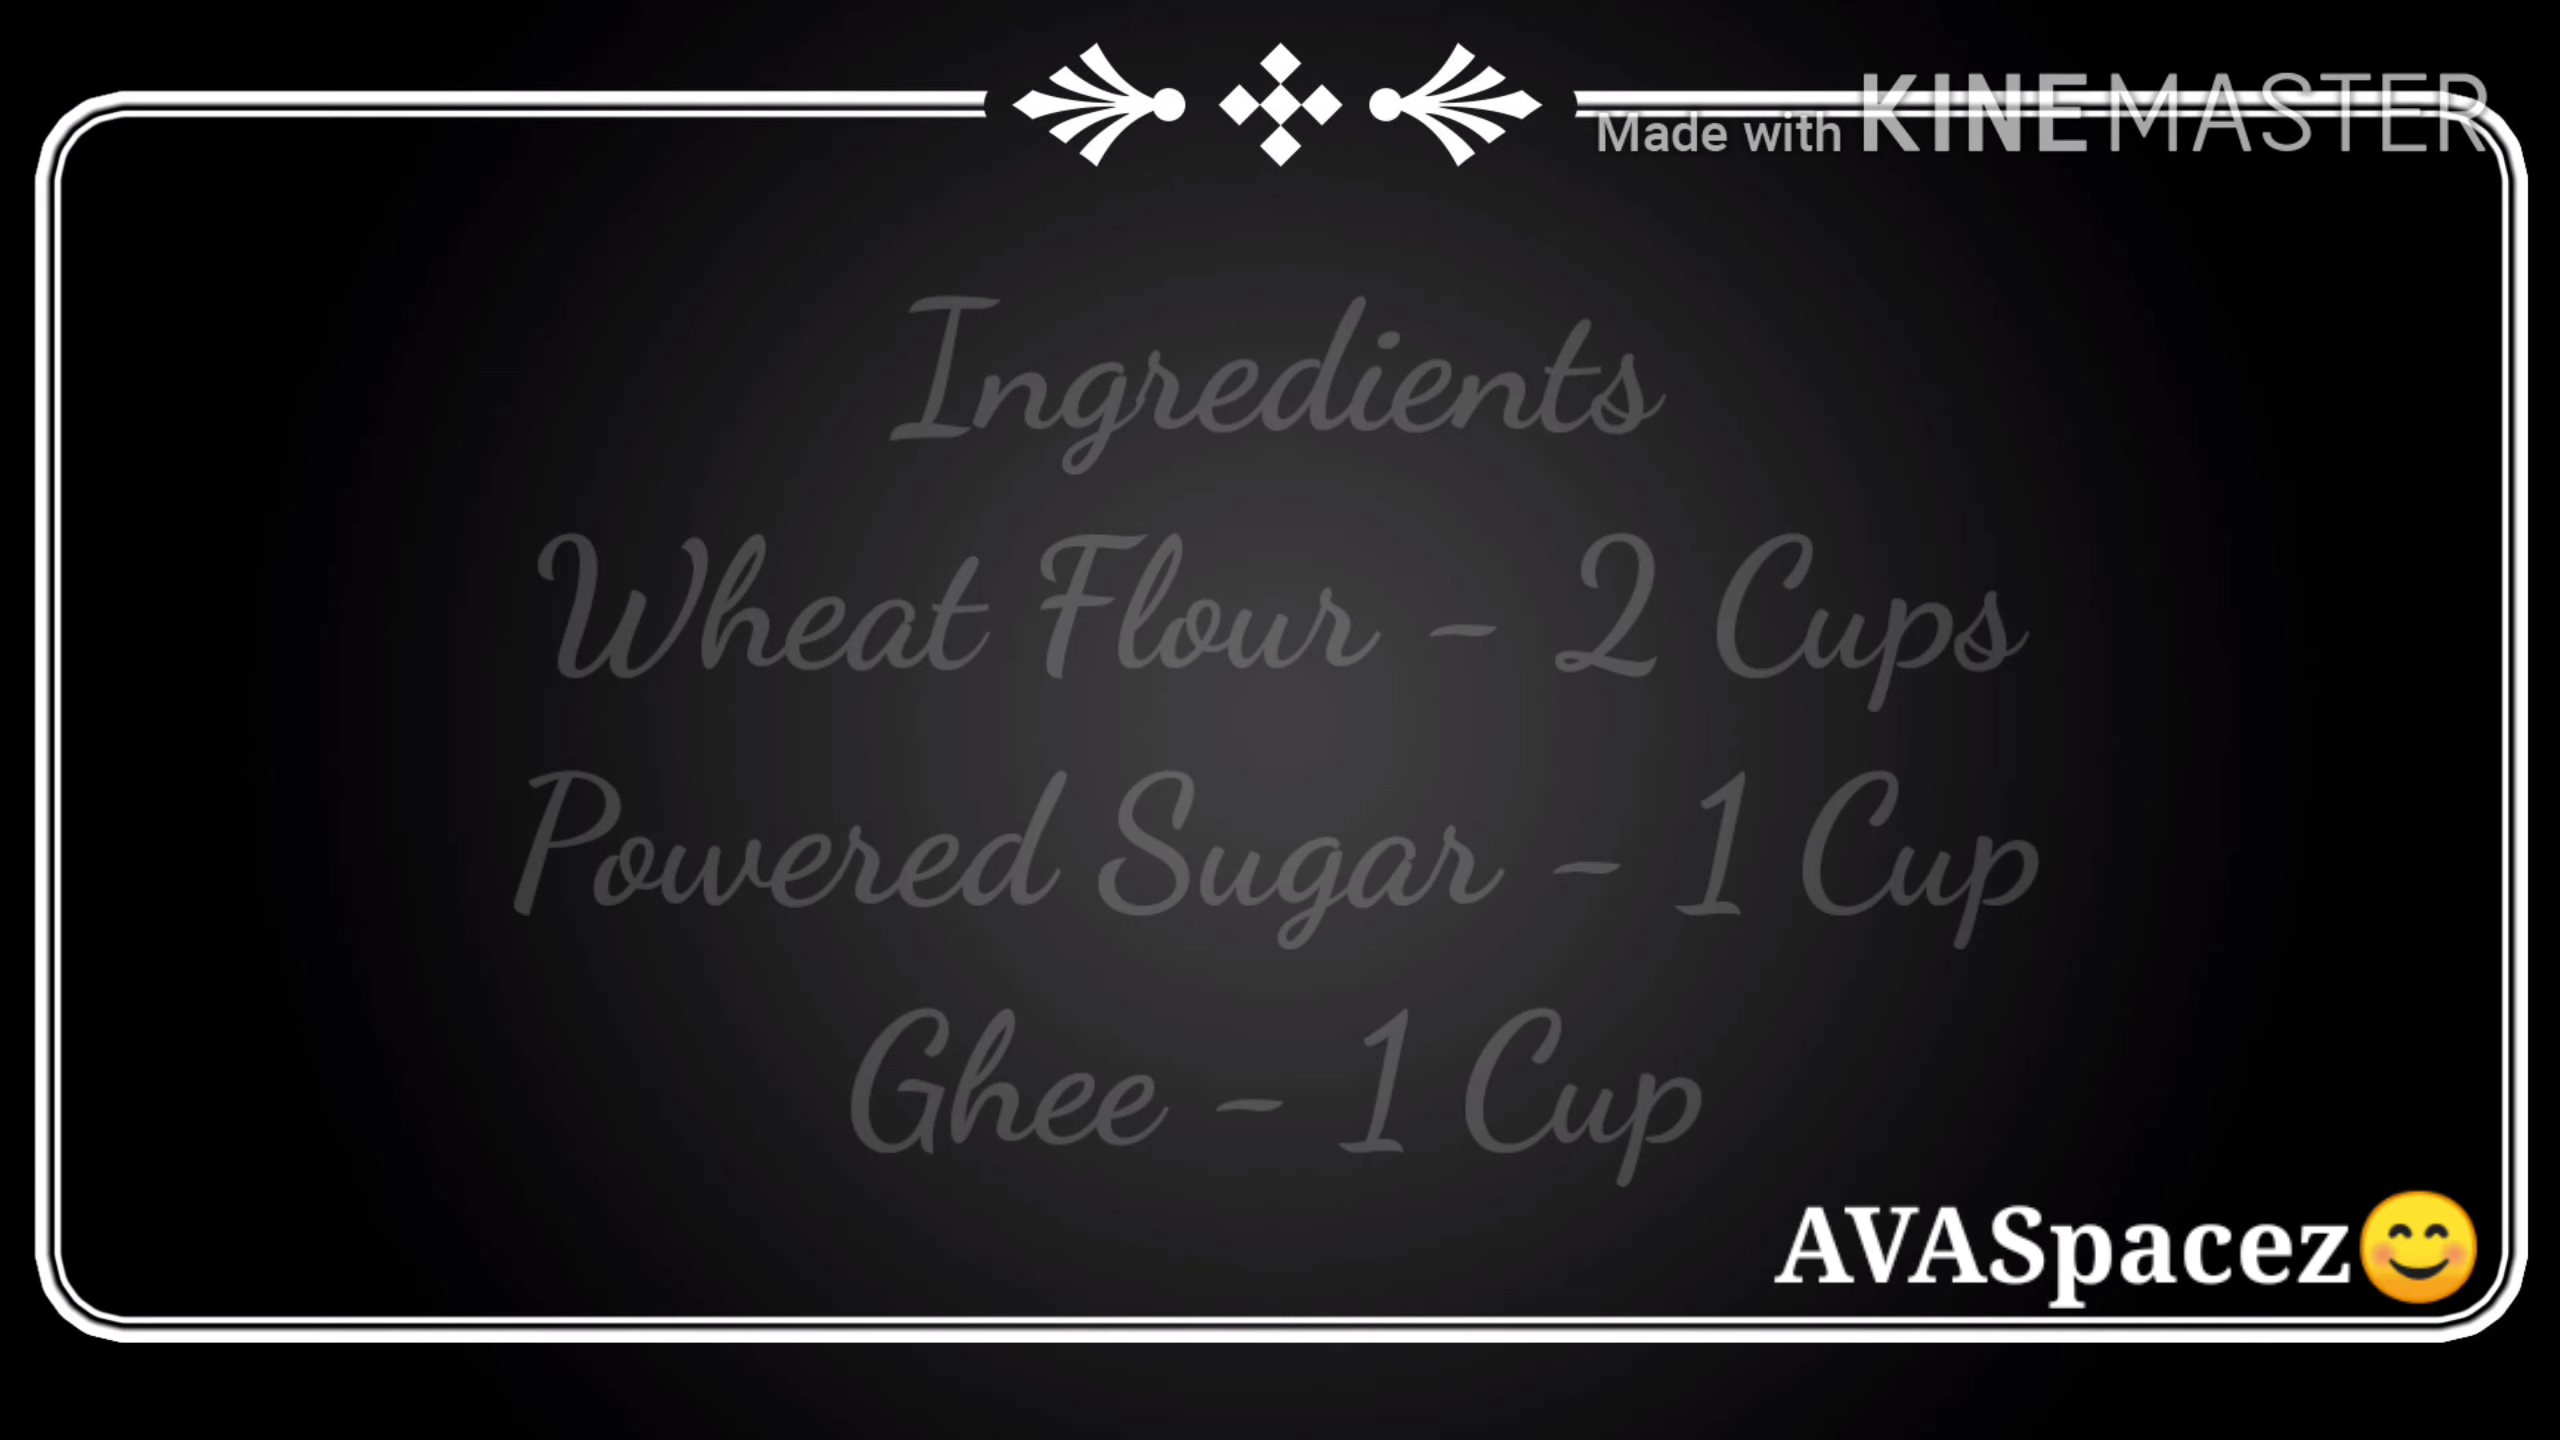 Made with KINEMASTER
Ingredients
Wheat Flour - 2 Cups
Powered Sugar - 1 Cup
Ghee - 1 Cup
AVASpacez😊